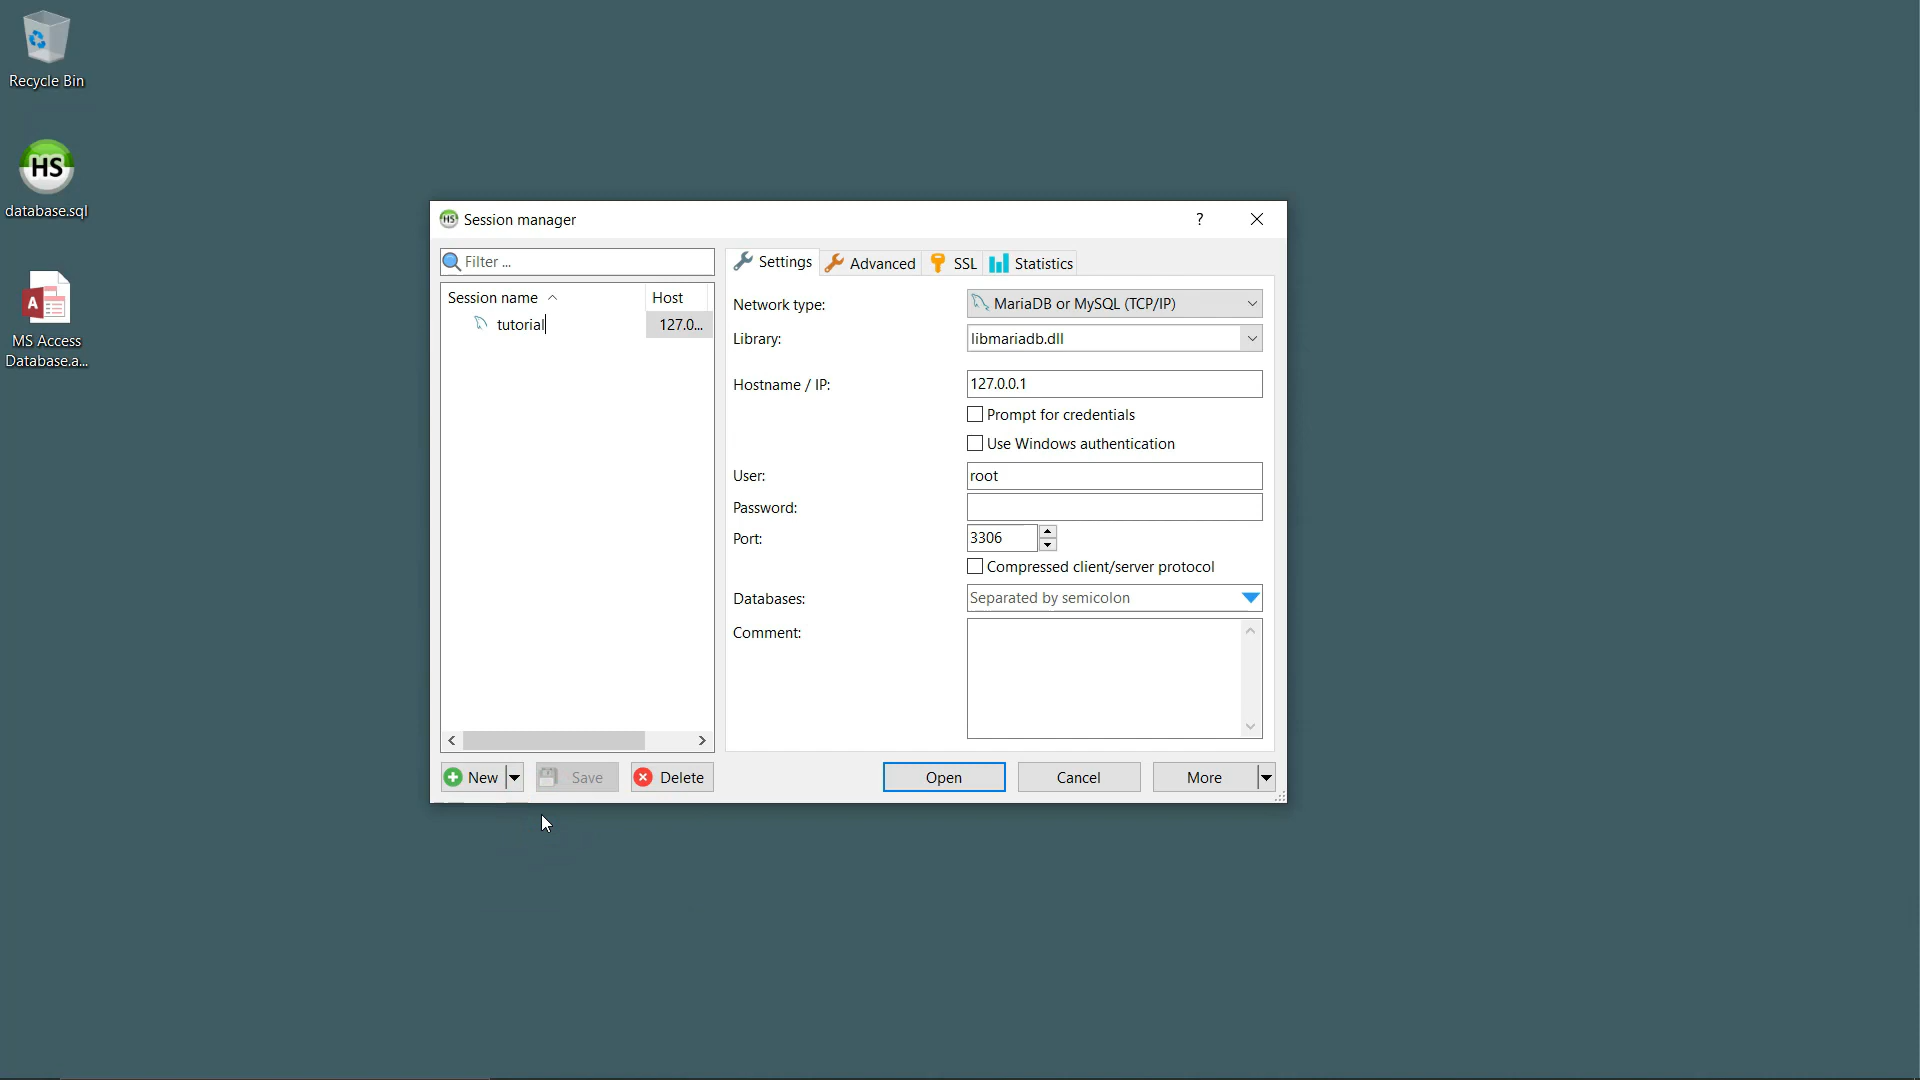 Recycle Bin
HS
database.sql
A
MS Access
Database.a...
HS Session manager
?
Filter ...
Session name
Host
tutorial
127.0...
Settings
Advanced
SSL
Statistics
Network type:
MariaDB or MySQL (TCP/IP)
Library:
libmariadb.dll
Hostname / IP:
127.0.0.1
Prompt for credentials
Use Windows authentication
User:
root
Password:
Port:
3306
Compressed client/server protocol
Databases:
Separated by semicolon
Comment:
New
Save
Delete
Open
Cancel
More